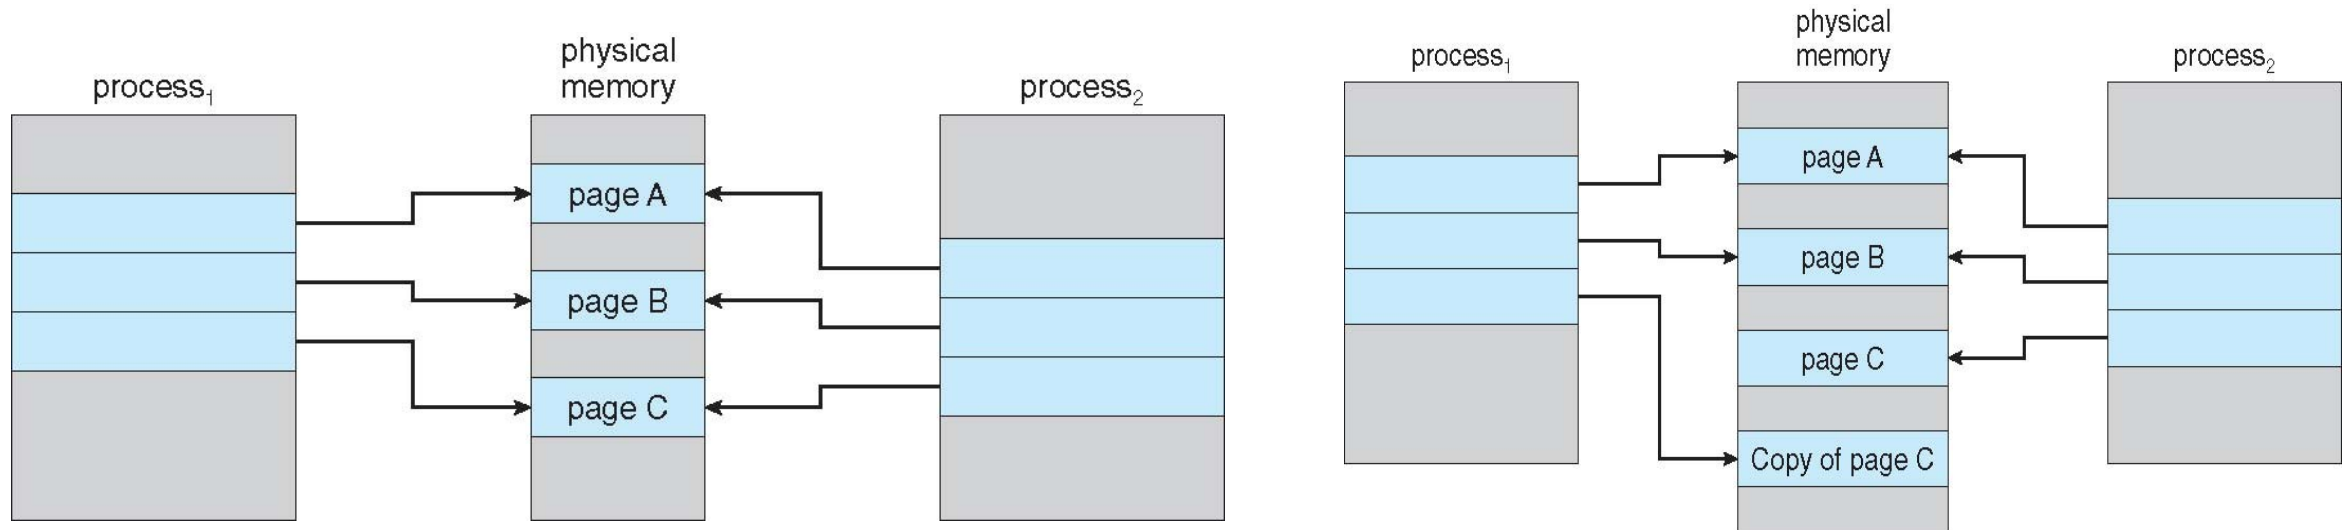 process₁
physical
memory
process₂
page A
page B
page C
process₁
physical
memory
process₂
page A
page B
page C
Copy of page C